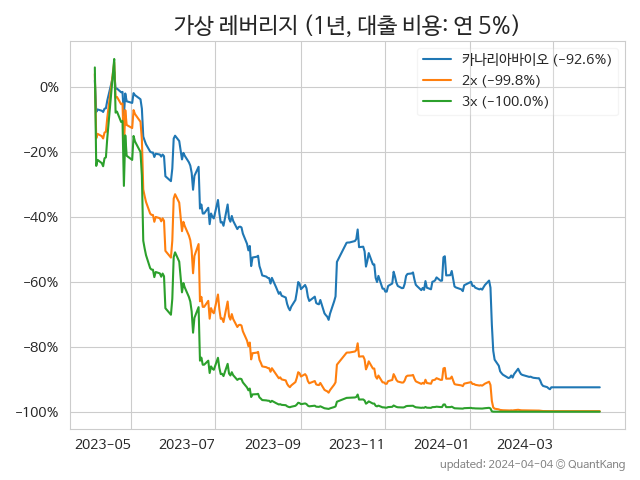 가상 레버리지 (1년, 대출 비용: 연 5%)
카나리아바이오 (−92.6%)
2x (−99.8%)
3x (−100.0%)
0%
−20%
−40%
−60%
−80%
−100%
2023-05 2023-07 2023-09 2023-11 2024-01 2024-03
updated: 2024-04-04 © QuantKang